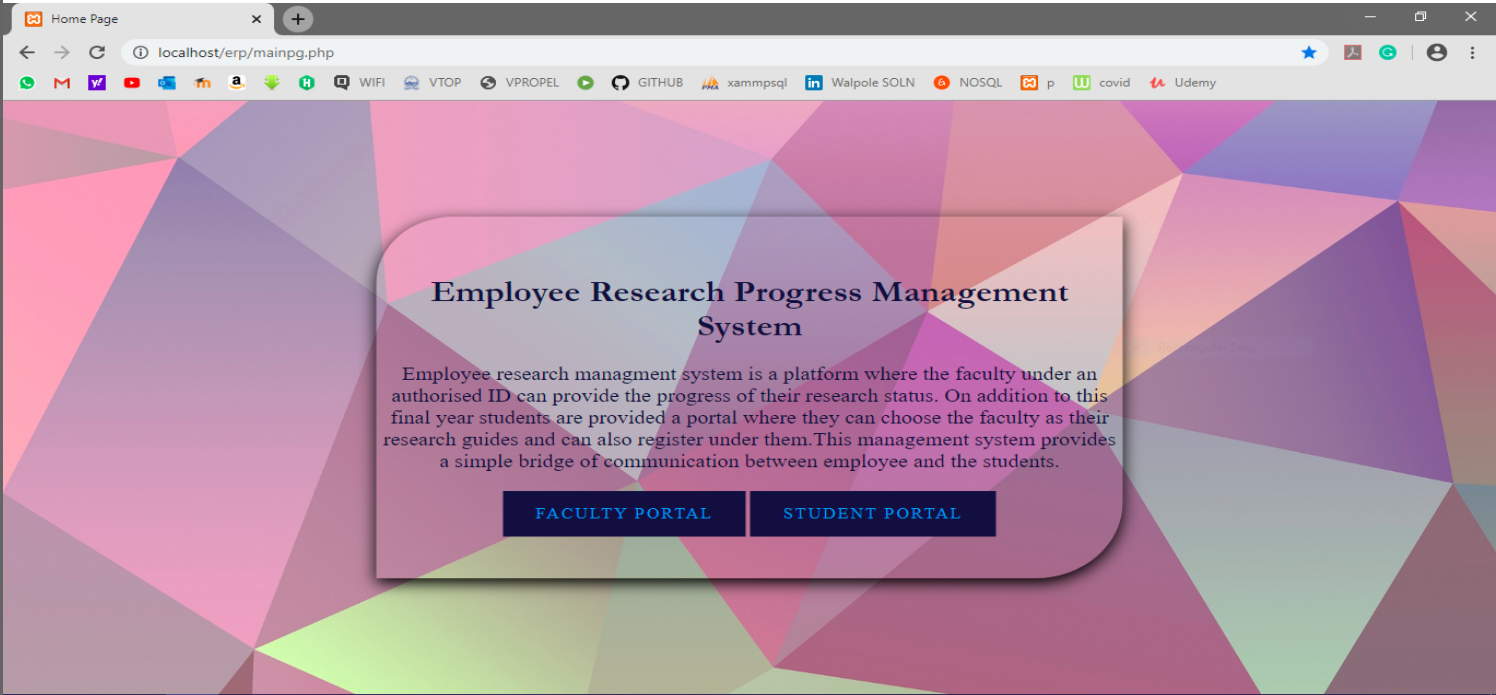 Home Page
localhost/erp/mainpg.php
WIFI VTOP VPROPEL GITHUB xammpsql Walpole SOLN NOSQL p covid Udemy
Employee Research Progress Management
System
Employee research managment system is a platform where the faculty under an
authorised ID can provide the progress of their research status. On addition to this
final year students are provided a portal where they can choose the faculty as their
research guides and can also register under them.This management system provides
a simple bridge of communication between employee and the students.
FACULTY PORTAL STUDENT PORTAL
Rectangular Snip